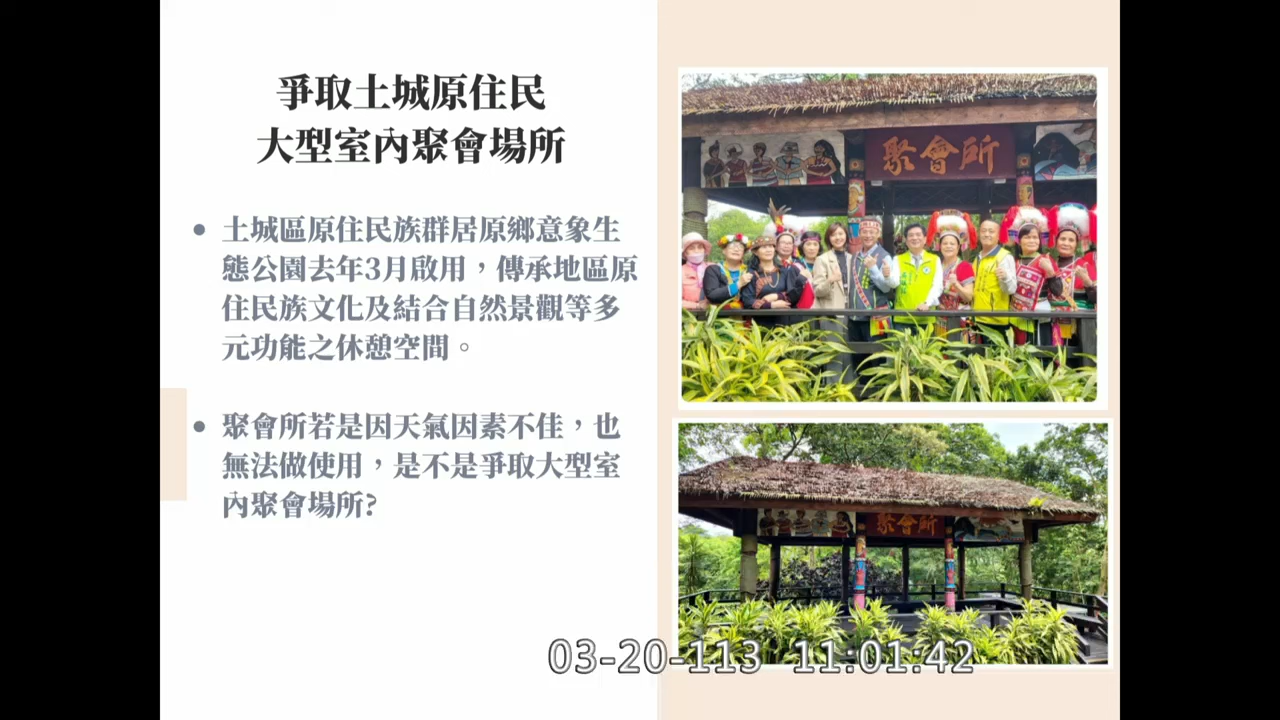 爭取土城原住民
大型室內聚會場所
• 土城區原住民族群居原鄉意象生
態公園去年3月啟用，傳承地區原
住民族文化及結合自然景觀等多
元功能之休憩空間。
• 聚會所若是因天氣因素不佳，也
無法做使用，是不是爭取大型室
內聚會場所?
聚會所
聚會所
03-20-113 11:01:42